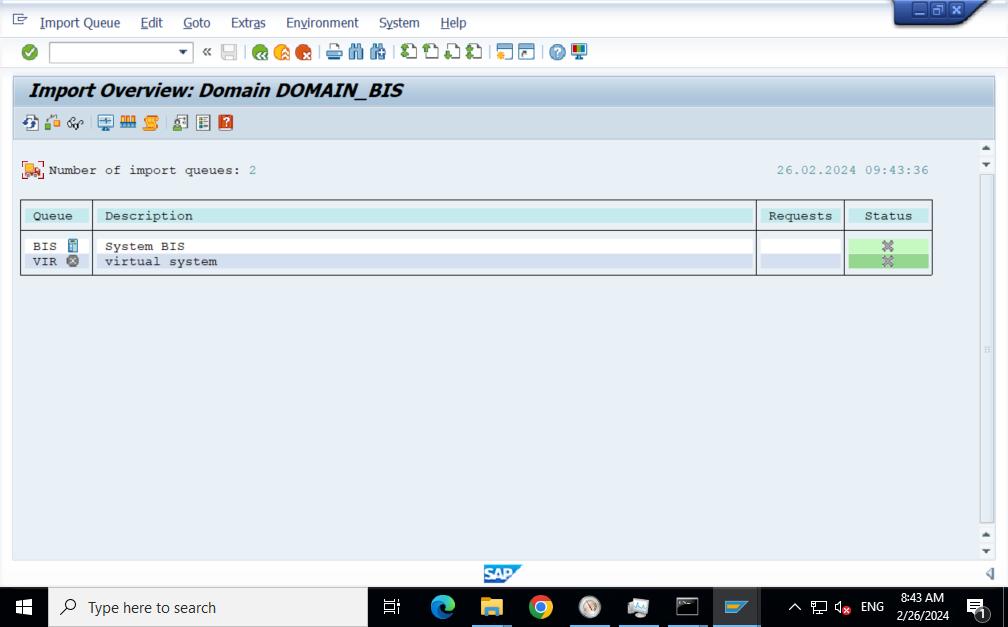 Import Queue Edit Goto Extras Environment System Help
Import Overview: Domain DOMAIN_BIS
Number of import queues: 2 26.02.2024 09:43:36
Queue Description Requests Status
BIS System BIS
VIR virtual system
SAP
Type here to search ENG 8:43 AM
2/26/2024 1